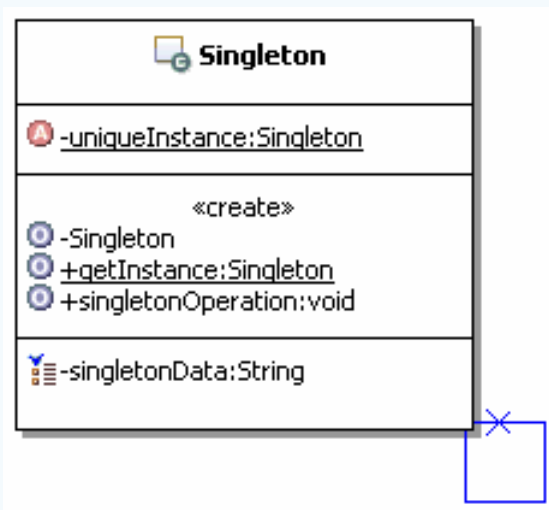 Singleton
-uniqueInstance:Singleton
«create»
-Singleton
+getInstance:Singleton
+singletonOperation:void
-singletonData:String